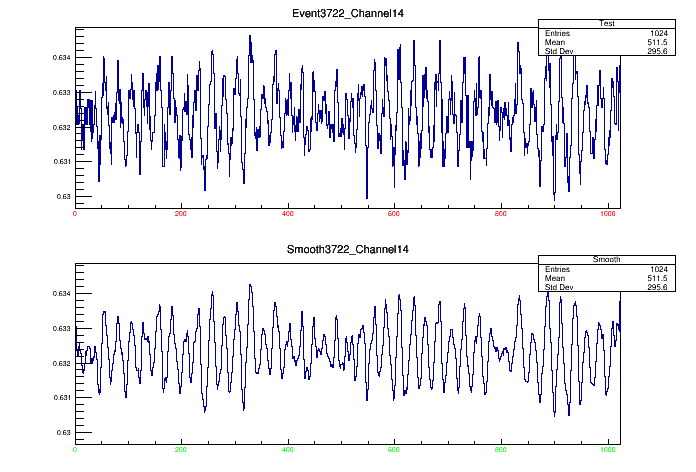 Event3722_Channel14
Test
Entries 1024
Mean 511.5
Std Dev 295.6
0.634
0.633
0.632
0.631
0.63
0 200 400 600 800 1000
Smooth3722_Channel14
Smooth
Entries 1024
Mean 511.5
Std Dev 295.6
0.634
0.633
0.632
0.631
0.63
0 200 400 600 800 1000